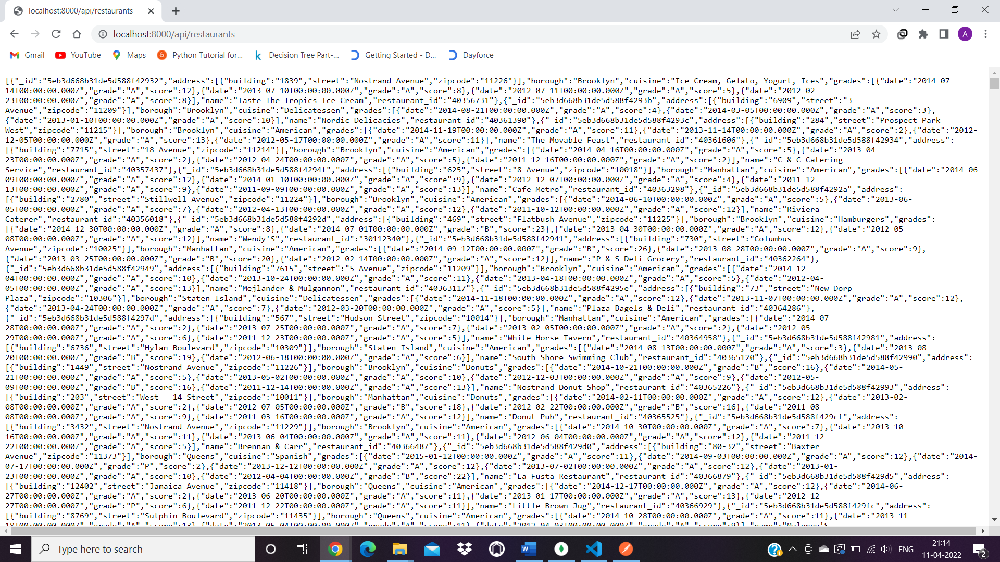 localhost:8000/api/restaurants
localhost:8000/api/restaurants
A
Gmail YouTube Maps Python Tutorial for... Decision Tree Part-... Getting Started - D... Dayforce
[{"_id":"5eb3d668b31de5d588f42932","address":[{"building":"1839","street":"Nostrand Avenue","zipcode":"11226"}],"borough":"Brooklyn","cuisine":"Ice Cream, Gelato, Yogurt, Ices","grades":[{"date":"2014-07-
14T00:00:00.000Z","grade":"A","score":12},{"date":"2013-07-10T00:00:00.000Z","grade":"A","score":8},{"date":"2012-07-11T00:00:00.000Z","grade":"A","score":5},{"date":"2012-02-
23T00:00:00.000Z","grade":"A","score":8}],"name":"Taste The Tropics Ice Cream","restaurant_id":"40356731"},{"_id":"5eb3d668b31de5d588f4293b","address":[{"building":"6909","street":"3
Avenue","zipcode":"11209"}],"borough":"Brooklyn","cuisine":"Delicatessen","grades":[{"date":"2014-08-21T00:00:00.000Z","grade":"A","score":4},{"date":"2014-03-05T00:00:00.000Z","grade":"A","score":3},
{"date":"2013-01-10T00:00:00.000Z","grade":"A","score":10}],"name":"Nordic Delicacies","restaurant_id":"40361390"},{"_id":"5eb3d668b31de5d588f4293c","address":[{"building":"284","street":"Prospect Park
West","zipcode":"11215"}],"borough":"Brooklyn","cuisine":"American","grades":[{"date":"2014-11-19T00:00:00.000Z","grade":"A","score":11},{"date":"2013-11-14T00:00:00.000Z","grade":"A","score":2},{"date":"2012-
12-05T00:00:00.000Z","grade":"A","score":13},{"date":"2012-05-17T00:00:00.000Z","grade":"A","score":11}],"name":"The Movable Feast","restaurant_id":"40361606"},{"_id":"5eb3d668b31de5d588f42934","address":
[{"building":"7715","street":"18 Avenue","zipcode":"11214"}],"borough":"Brooklyn","cuisine":"American","grades":[{"date":"2014-04-16T00:00:00.000Z","grade":"A","score":5},{"date":"2013-04-
23T00:00:00.000Z","grade":"A","score":2},{"date":"2012-04-24T00:00:00.000Z","grade":"A","score":5},{"date":"2011-12-16T00:00:00.000Z","grade":"A","score":2}],"name":"C & C Catering
Service","restaurant_id":"40357437"},{"_id":"5eb3d668b31de5d588f4294f","address":[{"building":"625","street":"8 Avenue","zipcode":"10018"}],"borough":"Manhattan","cuisine":"American","grades":[{"date":"2014-06-
09T00:00:00.000Z","grade":"A","score":12},{"date":"2014-01-10T00:00:00.000Z","grade":"A","score":9},{"date":"2012-12-07T00:00:00.000Z","grade":"A","score":4},{"date":"2011-12-
13T00:00:00.000Z","grade":"A","score":9},{"date":"2011-09-09T00:00:00.000Z","grade":"A","score":13}],"name":"Cafe Metro","restaurant_id":"40363298"},{"_id":"5eb3d668b31de5d588f4292a","address":
[{"building":"2780","street":"Stillwell Avenue","zipcode":"11224"}],"borough":"Brooklyn","cuisine":"American","grades":[{"date":"2014-06-10T00:00:00.000Z","grade":"A","score":5},{"date":"2013-06-
05T00:00:00.000Z","grade":"A","score":7},{"date":"2012-04-13T00:00:00.000Z","grade":"A","score":12},{"date":"2011-10-12T00:00:00.000Z","grade":"A","score":12}],"name":"Riviera
Caterer","restaurant_id":"40356018"},{"_id":"5eb3d668b31de5d588f4292d","address":[{"building":"469","street":"Flatbush Avenue","zipcode":"11225"}],"borough":"Brooklyn","cuisine":"Hamburgers","grades":
[{"date":"2014-12-30T00:00:00.000Z","grade":"A","score":8},{"date":"2014-07-01T00:00:00.000Z","grade":"B","score":23},{"date":"2013-04-30T00:00:00.000Z","grade":"A","score":12},{"date":"2012-05-
08T00:00:00.000Z","grade":"A","score":12}],"name":"Wendy'S","restaurant_id":"30112340"},{"_id":"5eb3d668b31de5d588f42941","address":[{"building":"730","street":"Columbus
Avenue","zipcode":"10025"}],"borough":"Manhattan","cuisine":"American","grades":[{"date":"2014-09-12T00:00:00.000Z","grade":"B","score":26},{"date":"2013-08-28T00:00:00.000Z","grade":"A","score":9},
{"date":"2013-03-25T00:00:00.000Z","grade":"B","score":20},{"date":"2012-02-14T00:00:00.000Z","grade":"A","score":12}],"name":"P & S Deli Grocery","restaurant_id":"40362264"},
{"_id":"5eb3d668b31de5d588f42949","address":[{"building":"7615","street":"5 Avenue","zipcode":"11209"}],"borough":"Brooklyn","cuisine":"American","grades":[{"date":"2014-12-
04T00:00:00.000Z","grade":"A","score":10},{"date":"2013-10-24T00:00:00.000Z","grade":"A","score":11},{"date":"2013-04-18T00:00:00.000Z","grade":"A","score":5},{"date":"2012-04-
05T00:00:00.000Z","grade":"A","score":13}],"name":"Mejlander & Mulgannon","restaurant_id":"40363117"},{"_id":"5eb3d668b31de5d588f4295e","address":[{"building":"73","street":"New Dorp
Plaza","zipcode":"10306"}],"borough":"Staten Island","cuisine":"Delicatessen","grades":[{"date":"2014-11-18T00:00:00.000Z","grade":"A","score":12},{"date":"2013-11-07T00:00:00.000Z","grade":"A","score":12},
{"date":"2013-04-24T00:00:00.000Z","grade":"A","score":7},{"date":"2012-03-20T00:00:00.000Z","grade":"A","score":5}],"name":"Plaza Bagels & Deli","restaurant_id":"40364286"},
{"_id":"5eb3d668b31de5d588f4297d","address":[{"building":"567","street":"Hudson Street","zipcode":"10014"}],"borough":"Manhattan","cuisine":"American","grades":[{"date":"2014-07-
28T00:00:00.000Z","grade":"A","score":2},{"date":"2013-07-25T00:00:00.000Z","grade":"A","score":7},{"date":"2013-02-05T00:00:00.000Z","grade":"A","score":2},{"date":"2012-05-
29T00:00:00.000Z","grade":"A","score":6},{"date":"2011-12-23T00:00:00.000Z","grade":"A","score":5}],"name":"White Horse Tavern","restaurant_id":"40364958"},{"_id":"5eb3d668b31de5d588f42981","address":
[{"building":"6736","street":"Hylan Boulevard","zipcode":"10309"}],"borough":"Staten Island","cuisine":"American","grades":[{"date":"2014-08-13T00:00:00.000Z","grade":"A","score":3},{"date":"2013-08-
20T00:00:00.000Z","grade":"B","score":19},{"date":"2012-06-18T00:00:00.000Z","grade":"A","score":6}],"name":"South Shore Swimming Club","restaurant_id":"40365120"},{"_id":"5eb3d668b31de5d588f42990","address":
[{"building":"1449","street":"Nostrand Avenue","zipcode":"11226"}],"borough":"Brooklyn","cuisine":"Donuts","grades":[{"date":"2014-10-21T00:00:00.000Z","grade":"B","score":16},{"date":"2014-05-
21T00:00:00.000Z","grade":"A","score":5},{"date":"2013-05-02T00:00:00.000Z","grade":"A","score":10},{"date":"2012-12-03T00:00:00.000Z","grade":"A","score":9},{"date":"2012-05-
09T00:00:00.000Z","grade":"B","score":16},{"date":"2011-12-14T00:00:00.000Z","grade":"A","score":13}],"name":"Nostrand Donut Shop","restaurant_id":"40365226"},{"_id":"5eb3d668b31de5d588f42993","address":
[{"building":"203","street":"West   14 Street","zipcode":"10011"}],"borough":"Manhattan","cuisine":"Donuts","grades":[{"date":"2014-02-11T00:00:00.000Z","grade":"A","score":12},{"date":"2013-02-
08T00:00:00.000Z","grade":"A","score":2},{"date":"2012-07-05T00:00:00.000Z","grade":"B","score":18},{"date":"2012-02-22T00:00:00.000Z","grade":"B","score":16},{"date":"2011-08-
08T00:00:00.000Z","grade":"A","score":9},{"date":"2011-03-16T00:00:00.000Z","grade":"A","score":12}],"name":"Donut Pub","restaurant_id":"40365525"},{"_id":"5eb3d668b31de5d588f429cf","address":
[{"building":"3432","street":"Nostrand Avenue","zipcode":"11229"}],"borough":"Brooklyn","cuisine":"American","grades":[{"date":"2014-10-30T00:00:00.000Z","grade":"A","score":7},{"date":"2013-10-
16T00:00:00.000Z","grade":"A","score":11},{"date":"2013-06-04T00:00:00.000Z","grade":"A","score":11},{"date":"2012-06-04T00:00:00.000Z","grade":"A","score":12},{"date":"2011-12-
22T00:00:00.000Z","grade":"A","score":5}],"name":"Brennan & Carr","restaurant_id":"40366487"},{"_id":"5eb3d668b31de5d588f429d0","address":[{"building":"80-32","street":"Baxter
Avenue","zipcode":"11373"}],"borough":"Queens","cuisine":"Spanish","grades":[{"date":"2015-01-12T00:00:00.000Z","grade":"A","score":11},{"date":"2014-09-03T00:00:00.000Z","grade":"A","score":12},{"date":"2014-
07-17T00:00:00.000Z","grade":"P","score":2},{"date":"2013-12-12T00:00:00.000Z","grade":"A","score":12},{"date":"2013-07-02T00:00:00.000Z","grade":"A","score":12},{"date":"2013-01-
23T00:00:00.000Z","grade":"A","score":10},{"date":"2012-04-04T00:00:00.000Z","grade":"B","score":22}],"name":"La Fusta Restaurant","restaurant_id":"40366879"},{"_id":"5eb3d668b31de5d588f429d5","address":
[{"building":"12402","street":"Jamaica Avenue","zipcode":"11418"}],"borough":"Queens","cuisine":"American","grades":[{"date":"2014-12-17T00:00:00.000Z","grade":"A","score":12},{"date":"2014-06-
27T00:00:00.000Z","grade":"A","score":2},{"date":"2013-06-20T00:00:00.000Z","grade":"A","score":11},{"date":"2013-01-17T00:00:00.000Z","grade":"A","score":13},{"date":"2012-12-
27T00:00:00.000Z","grade":"P","score":6},{"date":"2011-12-22T00:00:00.000Z","grade":"A","score":11}],"name":"Little Brown Jug","restaurant_id":"40366929"},{"_id":"5eb3d668b31de5d588f429fc","address":
[{"building":"8769","street":"Sutphin Boulevard","zipcode":"11435"}],"borough":"Queens","cuisine":"American","grades":[{"date":"2014-10-28T00:00:00.000Z","grade":"A","score":11},{"date":"2013-11-
18T00:00:00.000Z","grade":"A","score":13},{"date":"2013-05-04T00:00:00.000Z","grade":"A","score":11},{"date":"2012-04-03T00:00:00.000Z","grade":"A","score":9}],"name":"Maloney'S
Type here to search
ENG
21:14
11-04-2022
2